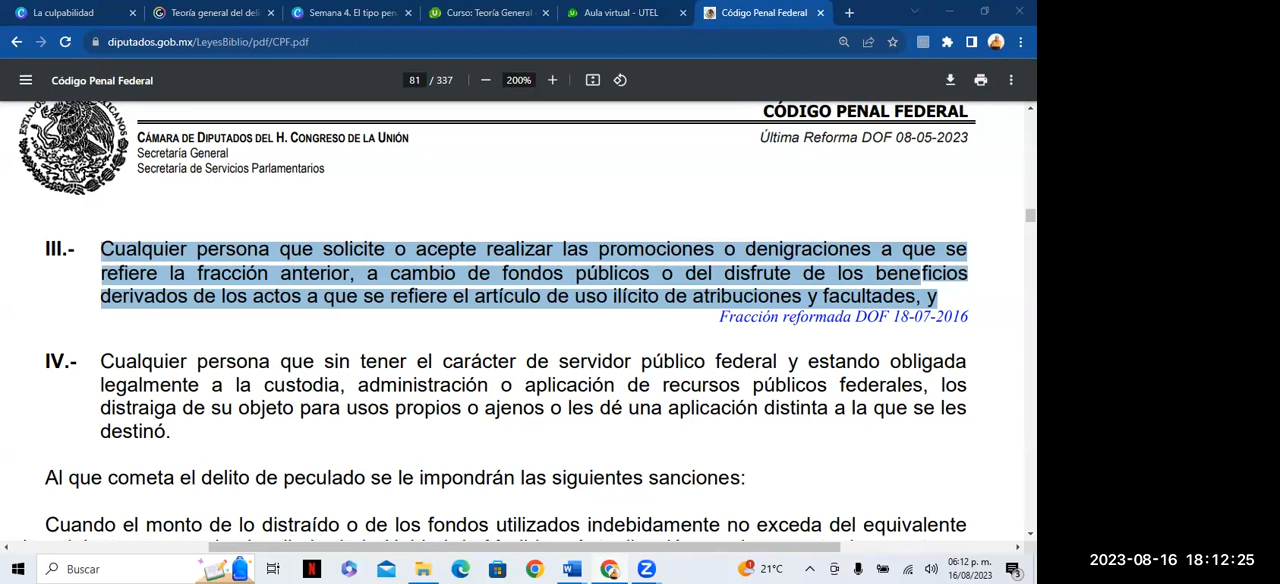 La culpabilidad
Teoría general del deli
Semana 4. El tipo pen
Curso: Teoría General
Aula virtual - UTEL
Código Penal Federal
diputados.gob.mx/LeyesBiblio/pdf/CPF.pdf
Código Penal Federal
81 / 337
200%
CÓDIGO PENAL FEDERAL
CÁMARA DE DIPUTADOS DEL H. CONGRESO DE LA UNIÓN
Última Reforma DOF 08-05-2023
Secretaría General
Secretaría de Servicios Parlamentarios
III.- Cualquier persona que solicite o acepte realizar las promociones o denigraciones a que se
refiere la fracción anterior, a cambio de fondos públicos o del disfrute de los beneficios
derivados de los actos a que se refiere el artículo de uso ilícito de atribuciones y facultades, y
Fracción reformada DOF 18-07-2016
IV.- Cualquier persona que sin tener el carácter de servidor público federal y estando obligada
legalmente a la custodia, administración o aplicación de recursos públicos federales, los
distraiga de su objeto para usos propios o ajenos o les dé una aplicación distinta a la que se les
destinó.
Al que cometa el delito de peculado se le impondrán las siguientes sanciones:
Cuando el monto de lo distraído o de los fondos utilizados indebidamente no exceda del equivalente
Buscar
21°C
06:12 p. m.
16/08/2023
3
2023-08-16 18:12:25